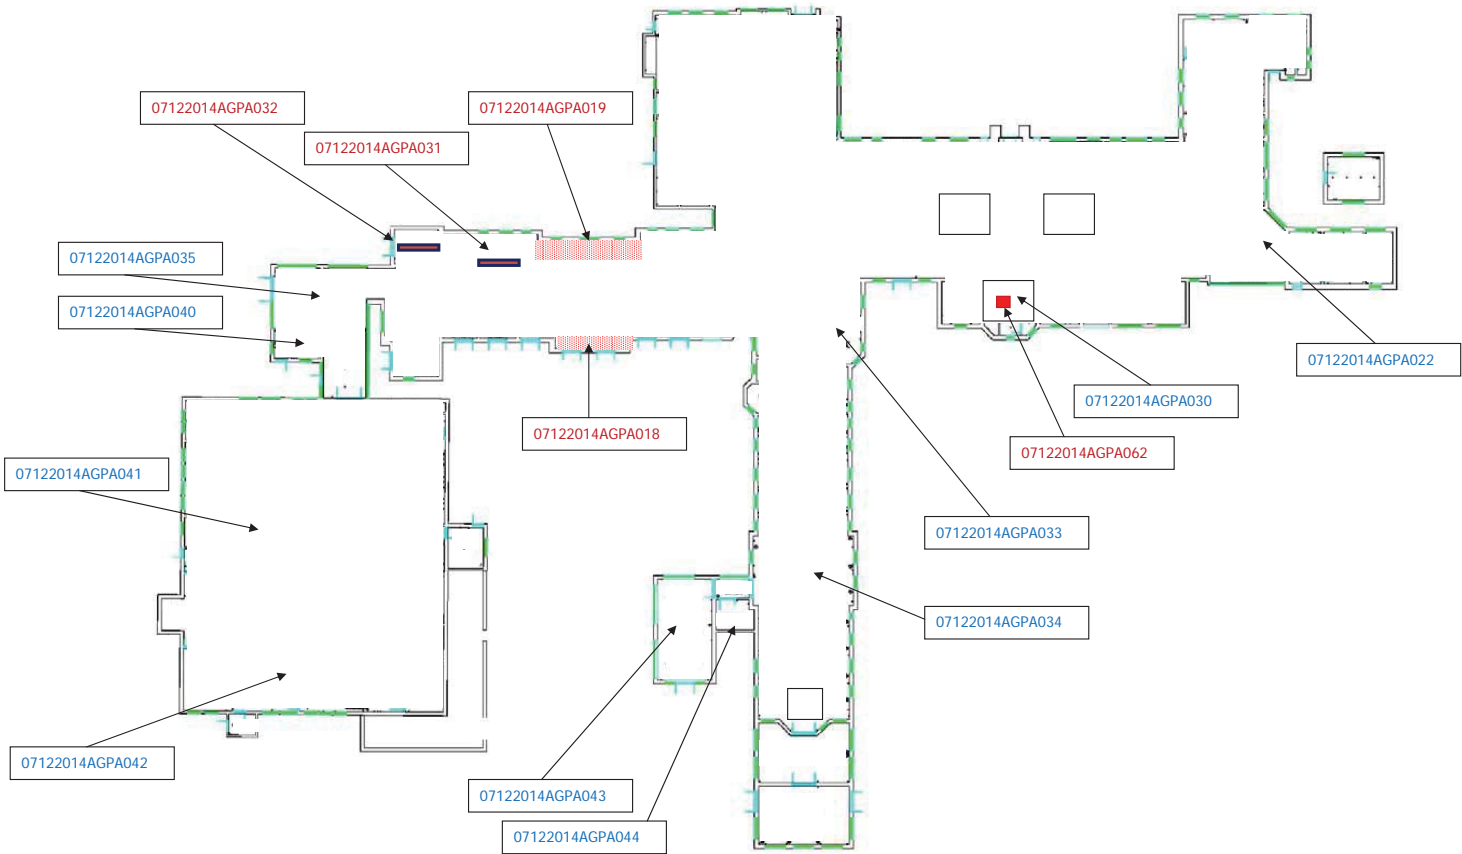 07122014AGPA032
07122014AGPA019
07122014AGPA031
07122014AGPA035
07122014AGPA040
07122014AGPA022
07122014AGPA030
07122014AGPA018
07122014AGPA062
07122014AGPA041
07122014AGPA033
07122014AGPA034
07122014AGPA042
07122014AGPA043
07122014AGPA044